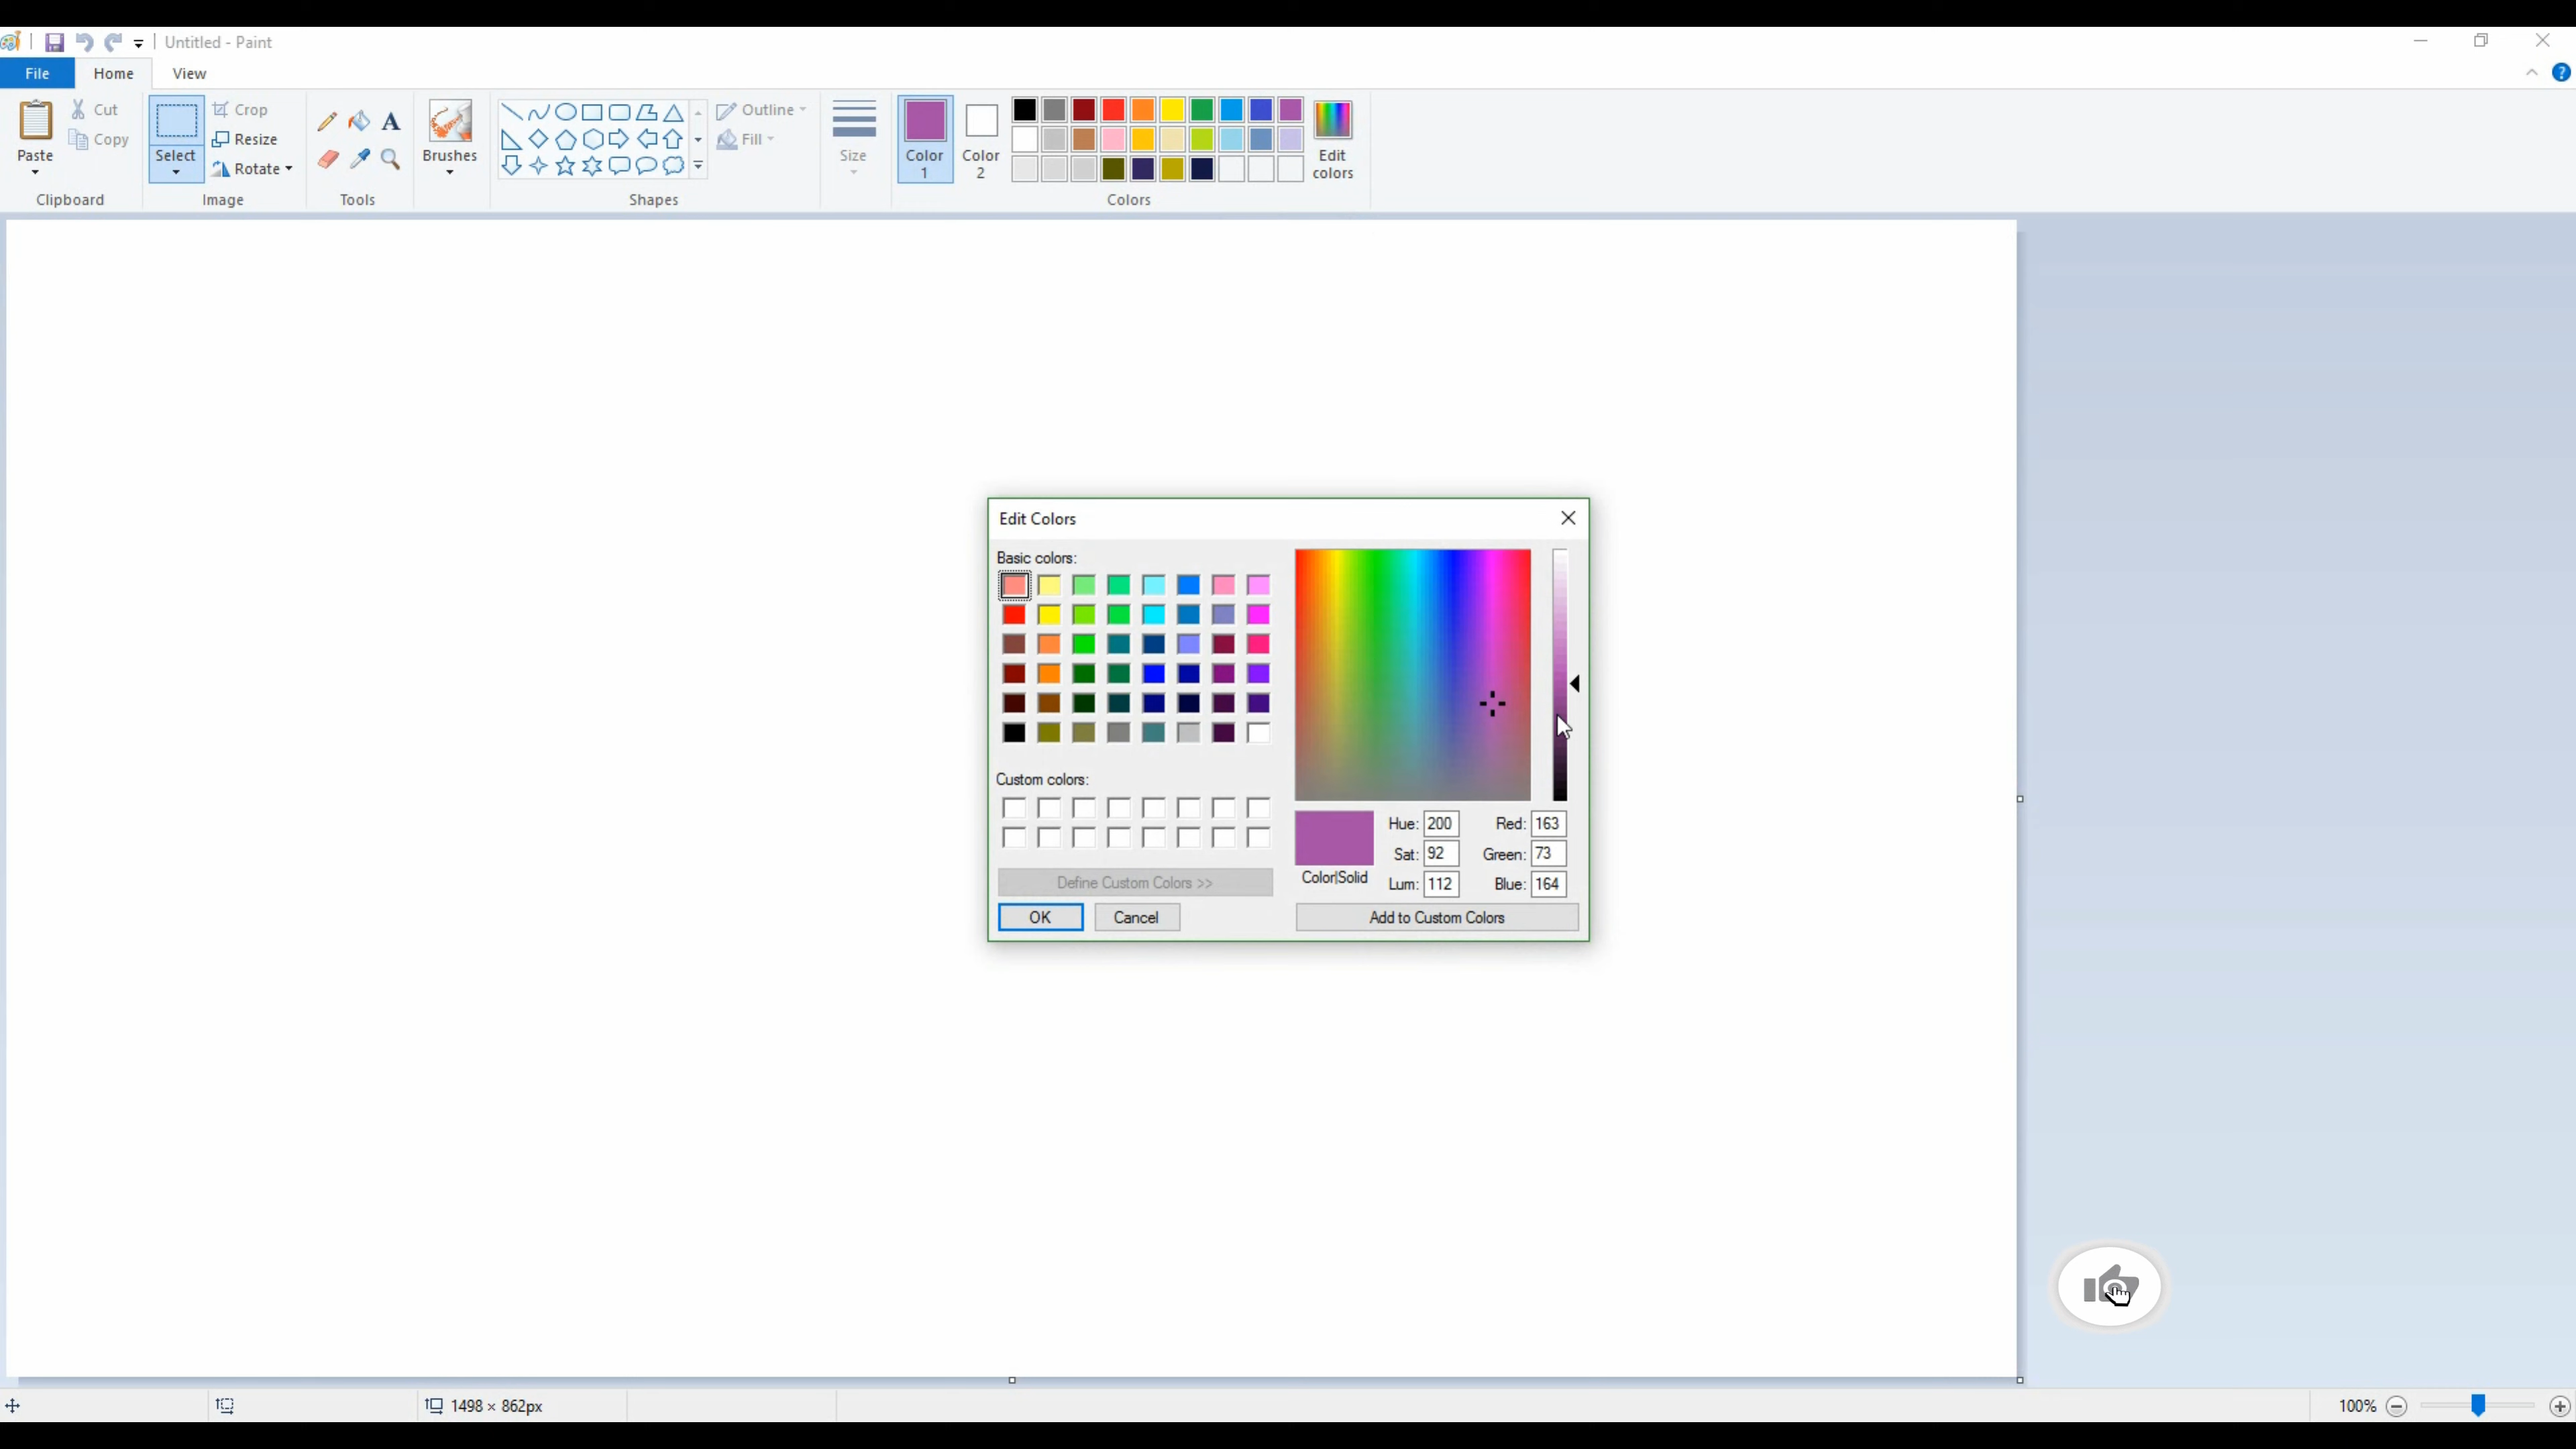 Untitled - Paint
File Home View
Paste
Cut
Copy
Clipboard
Select
Crop
Resize
Rotate
Image
A
Tools
Brushes
Shapes
Outline
Fill
Size
Color
1
Color
2
Edit
colors
Colors
?
Edit Colors
Basic colors:
Custom colors:
Define Custom Colors >>
OK
Cancel
Color|Solid
Hue: 200
Sat: 92
Lum: 112
Red: 163
Green: 73
Blue: 164
Add to Custom Colors
1498 × 862px
100%